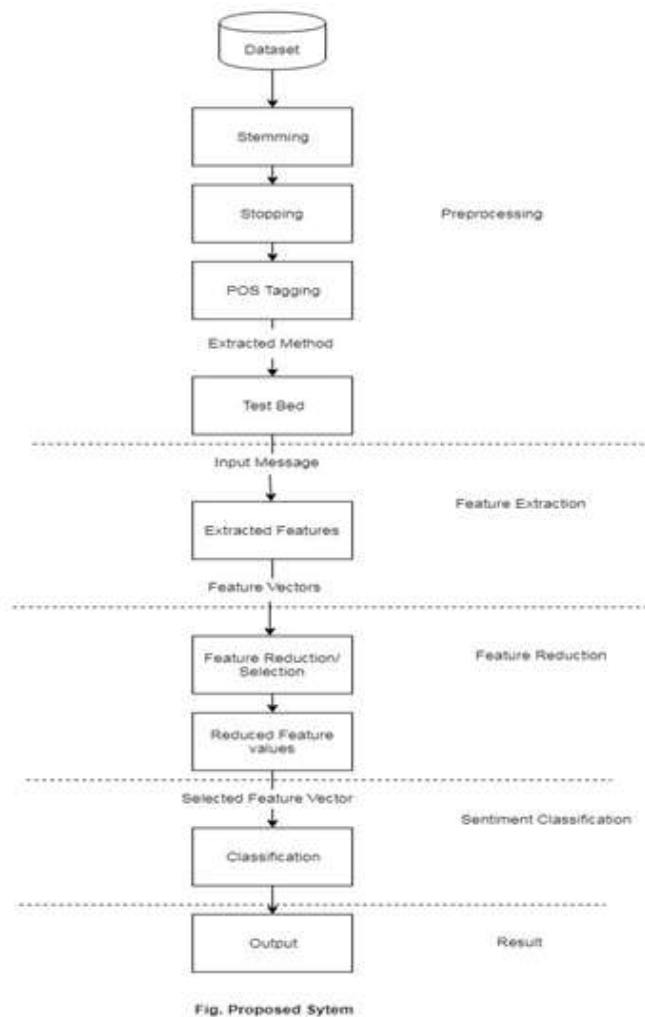 Dataset
Stemming
Stopping
Preprocessing
POS Tagging
Extracted Method
Test Bed
Input Message
Feature Extraction
Extracted Features
Feature Vectors
Feature Reduction/
Selection
Feature Reduction
Reduced Feature
values
Selected Feature Vector
Sentiment Classification
Classification
Output
Result
Fig. Proposed Sytem